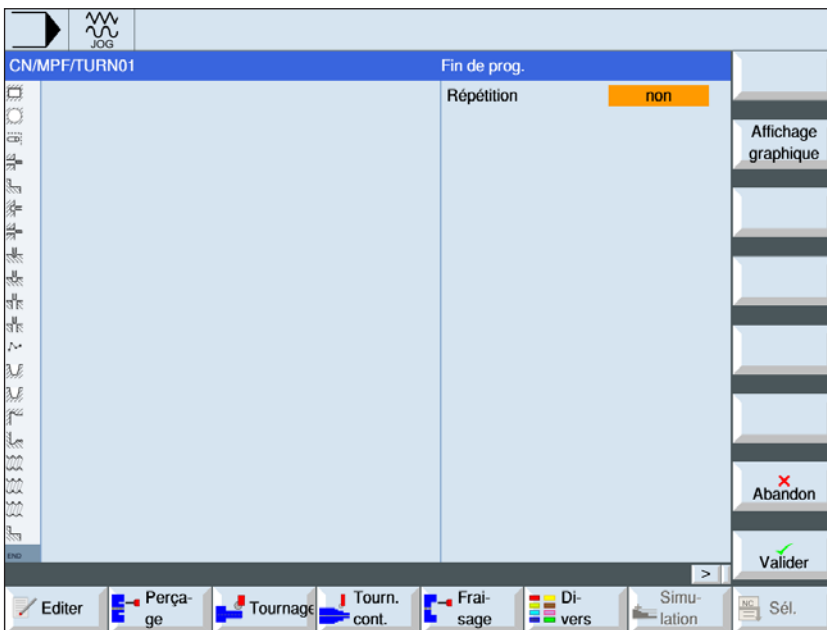 JOG
CN/MPF/TURN01
Fin de prog.
Répétition
non
Affichage
graphique
Abandon
Valider
END
>
Editer
Perça-
ge
Tournage
Tourn.
cont.
Frai-
sage
Di-
vers
Simu-
lation
NC
Sél.